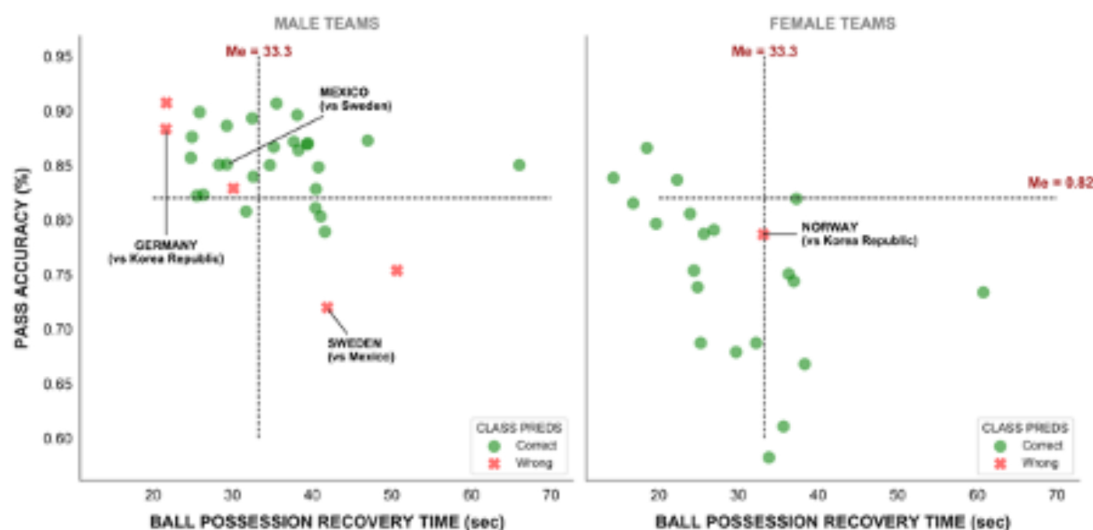 MALE TEAMS
FEMALE TEAMS
Me = 33.3
Me = 33.3
0.95
0.90
0.85
0.80
0.75
0.70
0.65
0.60
PASS ACCURACY (%)
MEXICO
(vs Sweden)
GERMANY
(vs Korea Republic)
SWEDEN
(vs Mexico)
Me = 0.82
NORWAY
(vs Korea Republic)
CLASS PREDS
Correct
Wrong
CLASS PREDS
Correct
Wrong
20 30 40 50 60 70
20 30 40 50 60 70
BALL POSSESSION RECOVERY TIME (sec)
BALL POSSESSION RECOVERY TIME (sec)